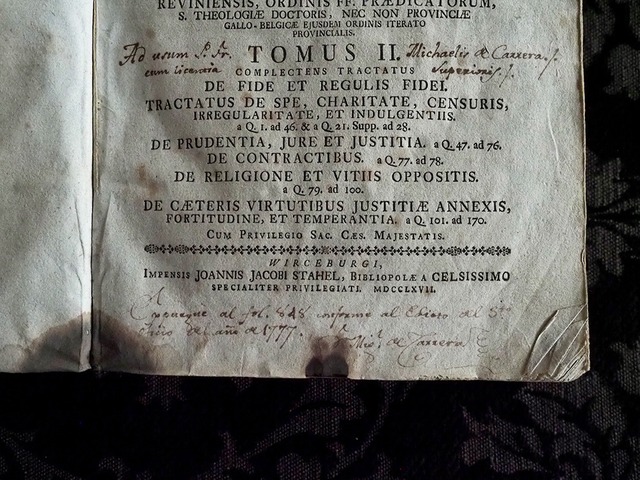 REVINIENSIS, ORDINIS FF. PRÆDICATORUM,
S. THEOLOGIÆ DOCTORIS, NEC NON PROVINCIÆ
GALLO-BELGICÆ EJUSDEM ORDINIS ITERATO
PROVINCIALIS.
Ad usum P. Fr. TOMUS II. Michaelis de Carrera
cum licencia COMPLECTENS TRACTATUS Superioris
DE FIDE ET REGULIS FIDEI.
TRACTATUS DE SPE, CHARITATE, CENSURIS,
IRREGULARITATE, ET INDULGENTIIS.
a Q. 1. ad 46. & a Q. 21. Supp. ad 28.
DE PRUDENTIA, JURE ET JUSTITIA. a Q. 47. ad 76.
DE CONTRACTIBUS. a Q. 77. ad 78.
DE RELIGIONE ET VITIIS OPPOSITIS.
a Q. 79. ad 100.
DE CÆTERIS VIRTUTIBUS JUSTITIÆ ANNEXIS,
FORTITUDINE, ET TEMPERANTIA. a Q. 101. ad 170.
CUM PRIVILEGIO SAC. CÆS. MAJESTATIS.
WIRCEBURGI,
IMPENSIS JOANNIS JACOBI STAHEL, BIBLIOPOLÆ A CELSISSIMO
SPECIALITER PRIVILEGIATI. MDCCLXVII.
al fol. 848 conforme al del Sto
del año de 1777.
de Carrera